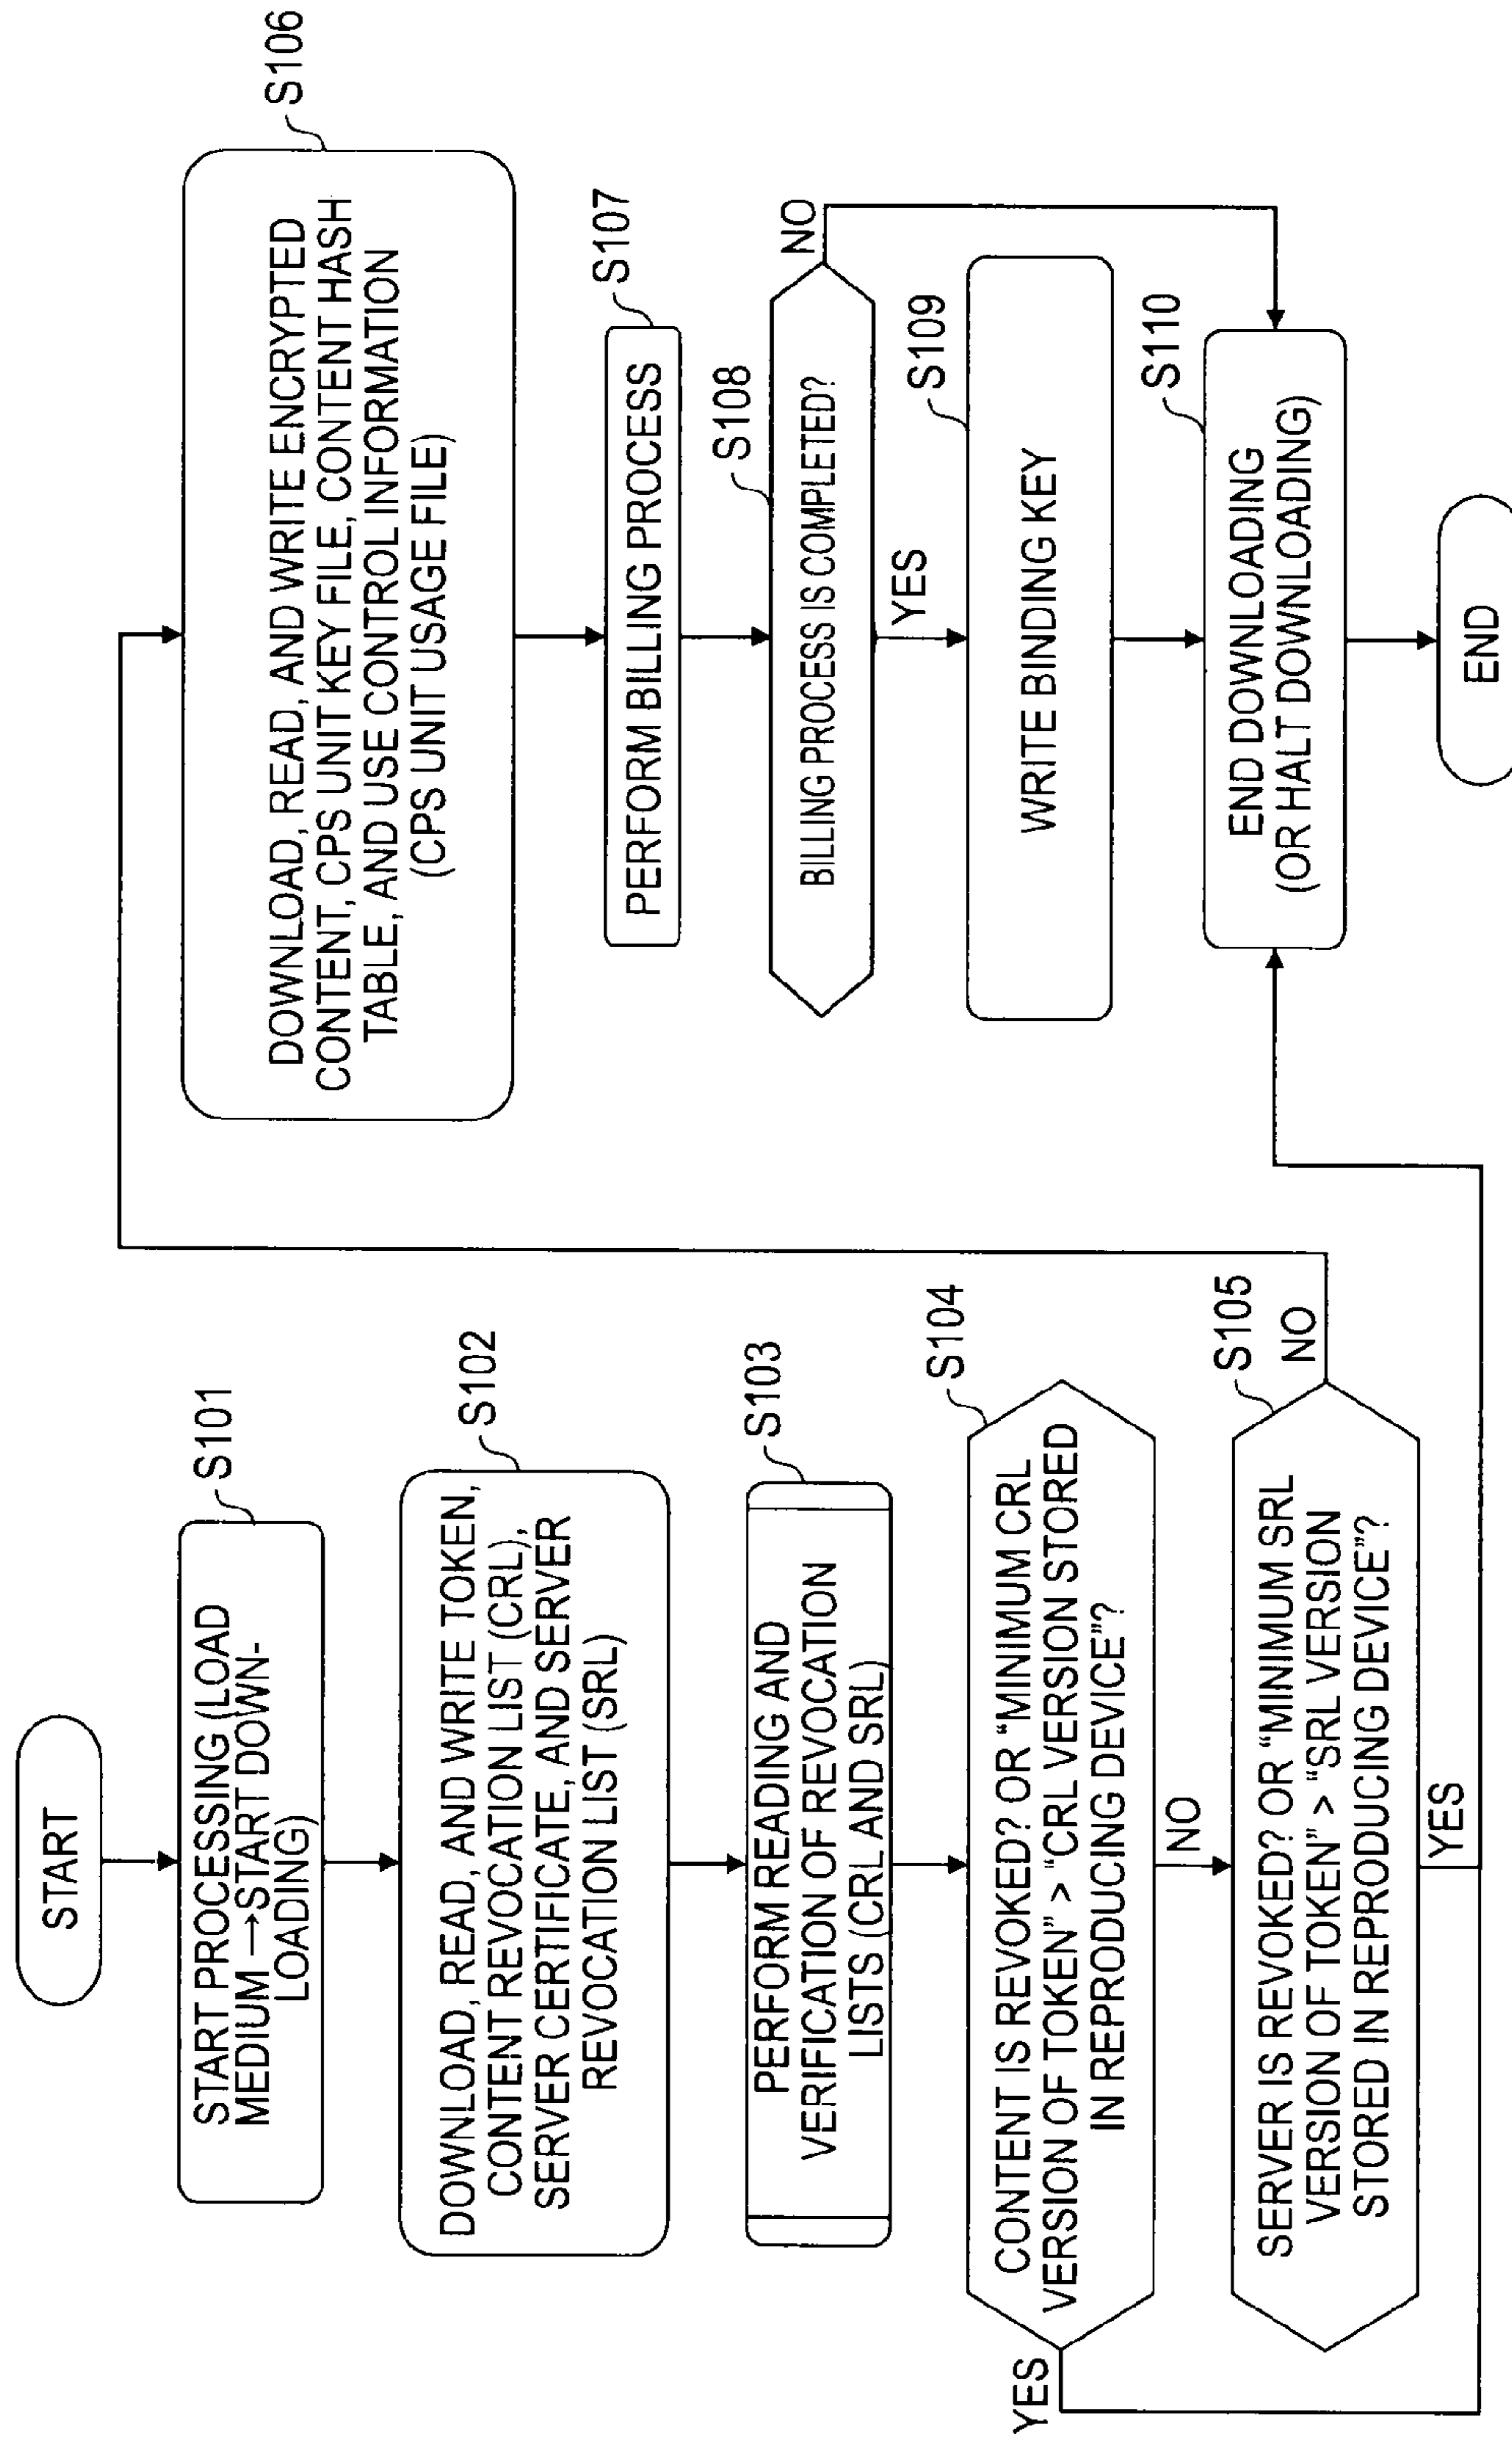 START
START PROCESSING (LOAD
MEDIUM→START DOWN-
LOADING)
S101
DOWNLOAD, READ, AND WRITE TOKEN,
CONTENT REVOCATION LIST (CRL),
SERVER CERTIFICATE, AND SERVER
REVOCATION LIST (SRL)
S102
PERFORM READING AND
VERIFICATION OF REVOCATION
LISTS (CRL AND SRL)
S103
CONTENT IS REVOKED? OR “MINIMUM CRL
VERSION OF TOKEN” > “CRL VERSION STORED
IN REPRODUCING DEVICE”?
S104
YES
NO
SERVER IS REVOKED? OR “MINIMUM SRL
VERSION OF TOKEN” > “SRL VERSION
STORED IN REPRODUCING DEVICE”?
S105
NO
YES
DOWNLOAD, READ, AND WRITE ENCRYPTED
CONTENT, CPS UNIT KEY FILE, CONTENT HASH
TABLE, AND USE CONTROL INFORMATION
(CPS UNIT USAGE FILE)
S106
PERFORM BILLING PROCESS
S107
BILLING PROCESS IS COMPLETED?
S108
NO
YES
WRITE BINDING KEY
S109
END DOWNLOADING
(OR HALT DOWNLOADING)
S110
END